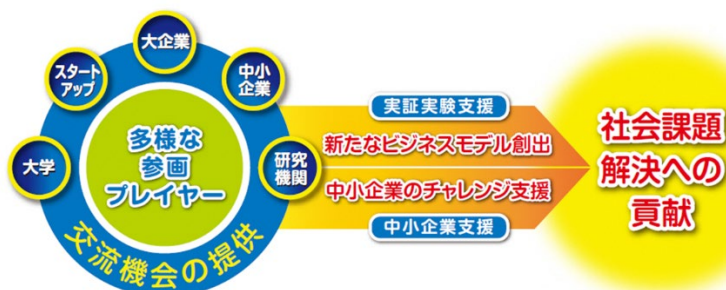 大企業
スタート
アップ
中小
企業
大学
多様な
参画
プレイヤー
研究
機関
交流機会の提供
実証実験支援
新たなビジネスモデル創出
中小企業のチャレンジ支援
中小企業支援
社会課題
解決への
貢献